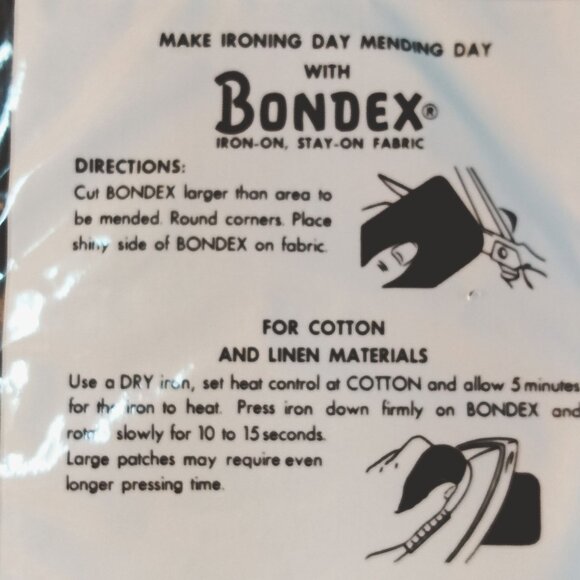 MAKE IRONING DAY MENDING DAY
WITH
BONDEX®
IRON-ON, STAY-ON FABRIC
DIRECTIONS:
Cut BONDEX larger than area to
be mended. Round corners. Place
shiny side of BONDEX on fabric.
FOR COTTON
AND LINEN MATERIALS
Use a DRY iron, set heat control at COTTON and allow 5 minutes
for the iron to heat. Press iron down firmly on BONDEX and
slowly for 10 to 15 seconds.
Large patches may require even
longer pressing time.